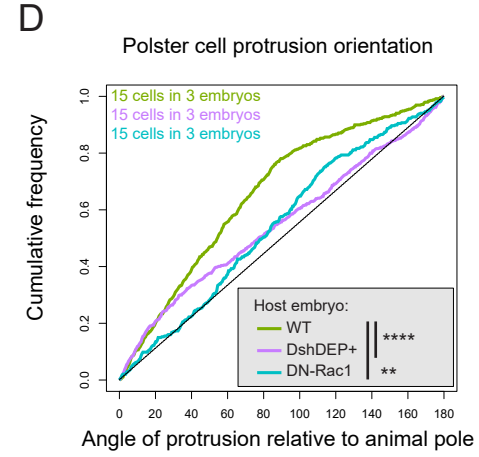 D
Polster cell protrusion orientation
15 cells in 3 embryos
15 cells in 3 embryos
15 cells in 3 embryos
Cumulative frequency
1.0
0.8
0.6
0.4
0.2
0.0
Host embryo:
WT
DshDEP+
DN-Rac1
****
**
0 20 40 60 80 100 120 140 160 180
Angle of protrusion relative to animal pole